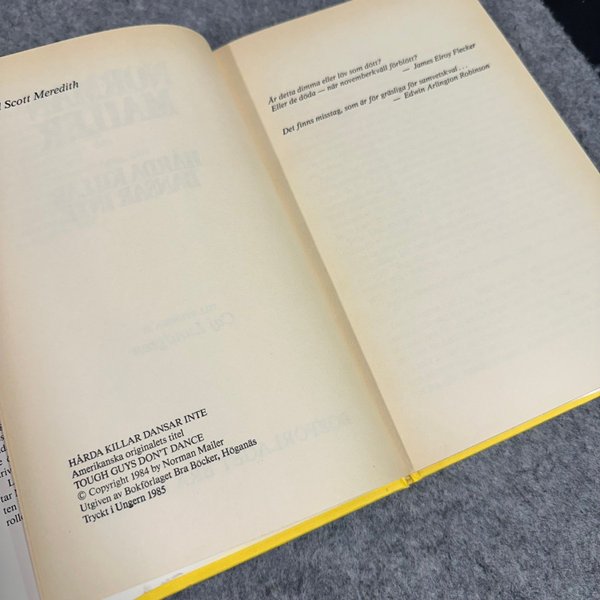 Scott Meredith
HÅRDA KILLAR DANSAR INTE
Amerikanska originalets titel
TOUGH GUYS DON'T DANCE
© Copyright 1984 by Norman Mailer
Utgiven av Bokförlaget Bra Böcker, Höganäs
Tryckt i Ungern 1985
Är detta dimma eller löv som dött?
Eller de döda — när novemberkväll förblött?
— James Elroy Flecker
Det finns misstag, som är för gräsliga för samvetskval . . .
— Edwin Arlington Robinson